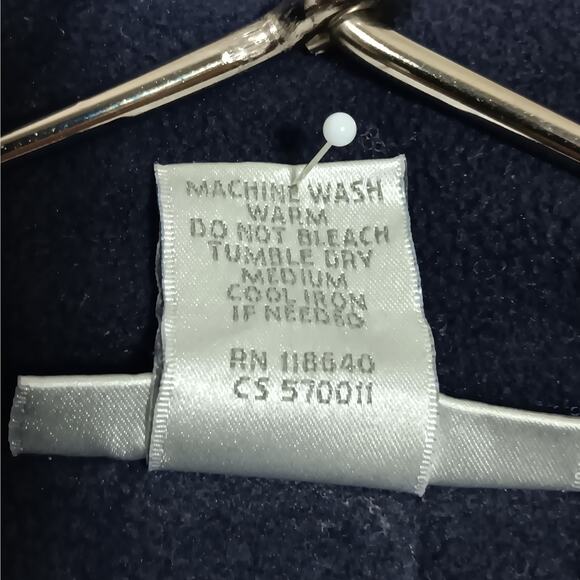 MACHINE WASH
WARM
DO NOT BLEACH
TUMBLE DRY
MEDIUM
COOL IRON
IF NEEDED
RN 118640
CS 570011